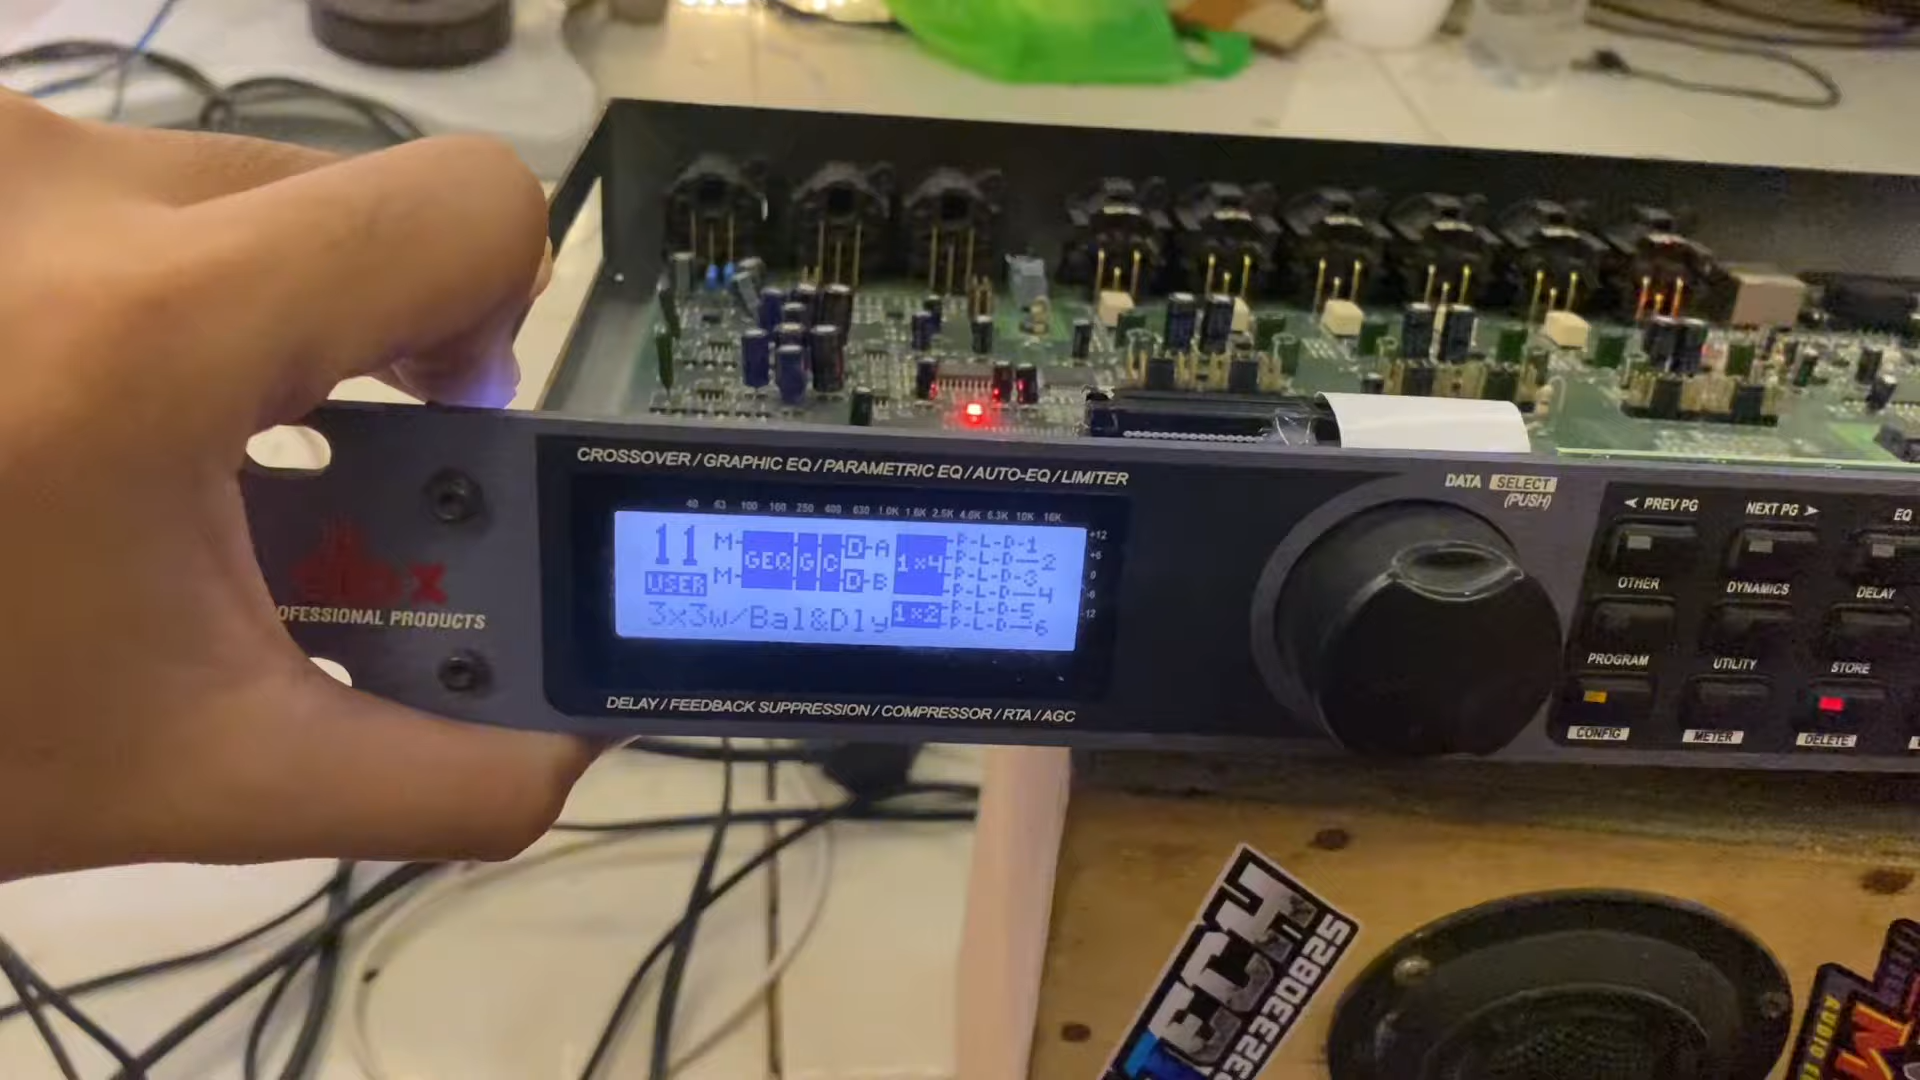 CROSSOVER / GRAPHIC EQ / PARAMETRIC EQ / AUTO-EQ / LIMITER
40 63 100 160 250 400 630 1.0K 1.6K 2.5K 4.0K 6.3K 10K 16K
+12
+6
0
-6
-12
11
USER
M
M
GEQ
G
C
D-A
D-B
1x4
1x2
P-L-D-1
P-L-D-2
P-L-D-3
P-L-D-4
P-L-D-5
P-L-D-6
3x3w/Bal&Dly
DELAY / FEEDBACK SUPPRESSION / COMPRESSOR / RTA / AGC
x
OFESSIONAL PRODUCTS
DATA SELECT
(PUSH)
PREV PG
NEXT PG
EQ
OTHER
DYNAMICS
DELAY
PROGRAM
UTILITY
STORE
CONFIG
METER
DELETE
TECH
32330825
AUDIO
M